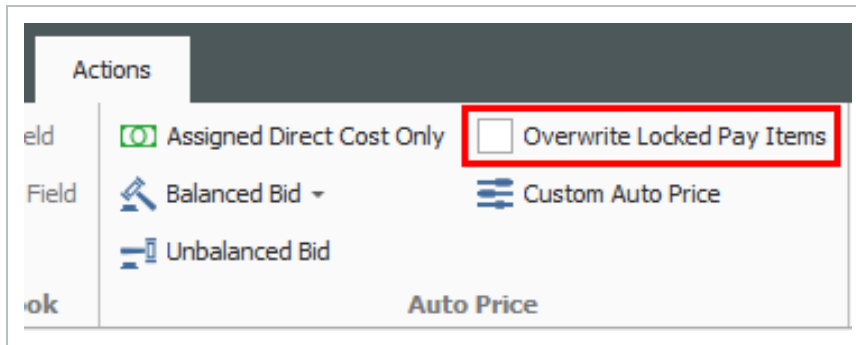 Actions
eld
Assigned Direct Cost Only
Overwrite Locked Pay Items
Field
Balanced Bid
Custom Auto Price
Unbalanced Bid
ok
Auto Price